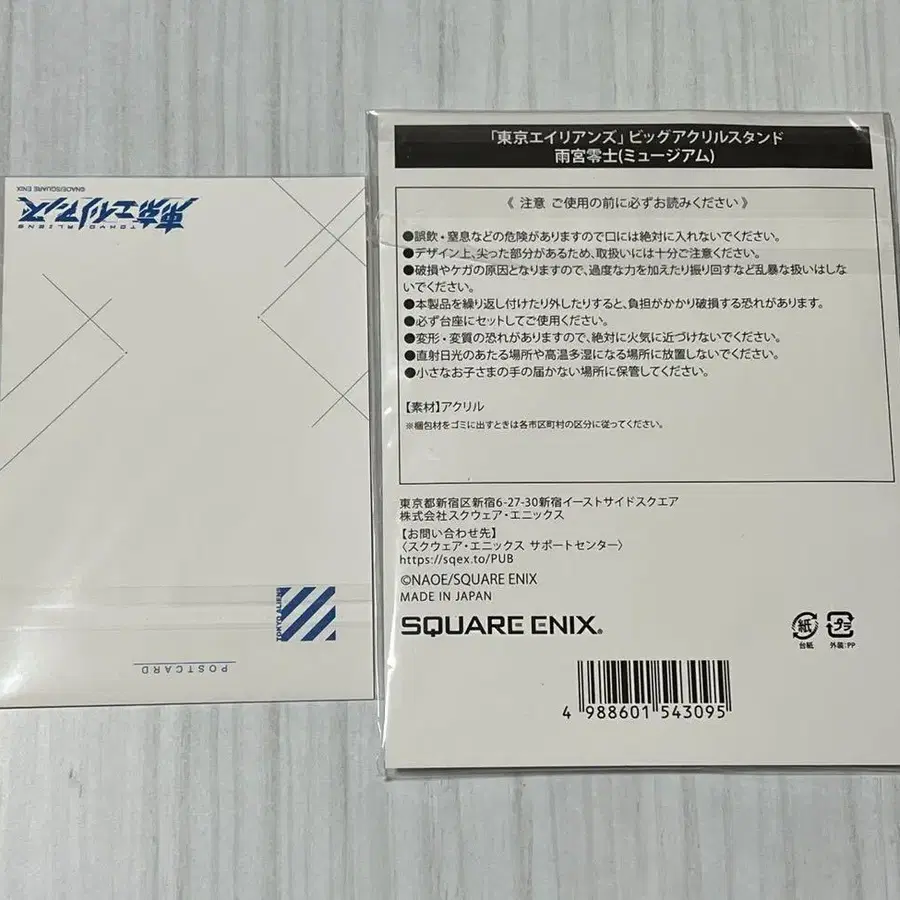 ©NAOE/SQUARE ENIX
東京エイリアンズ
TOKYO ALIENS
TOKYO ALIENS
POSTCARD
「東京エイリアンズ」ビッグアクリルスタンド
雨宮零士(ミュージアム)
《 注意 ご使用の前に必ずお読みください 》
●誤飲・窒息などの危険がありますので口には絶対に入れないでください。
●デザイン上、尖った部分があるため、取扱いには十分ご注意ください。
●破損やケガの原因となりますので、過度な力を加えたり振り回すなど乱暴な扱いはしな
いでください。
●本製品を繰り返し付けたり外したりすると、負担がかかり破損する恐れがあります。
●必ず台座にセットしてご使用ください。
●変形・変質の恐れがありますので、絶対に火気に近づけないでください。
●直射日光のあたる場所や高温多湿になる場所に放置しないでください。
●小さなお子さまの手の届かない場所に保管してください。
【素材】アクリル
※梱包材をゴミに出すときは各市区町村の区分に従ってください。
東京都新宿区新宿6-27-30新宿イーストサイドスクエア
株式会社スクウェア・エニックス
【お問い合わせ先】
〈スクウェア・エニックス サポートセンター〉
https://sqex.to/PUB
©NAOE/SQUARE ENIX
MADE IN JAPAN
SQUARE ENIX®
紙
台紙
プラ
外装:PP
4 988601 543095